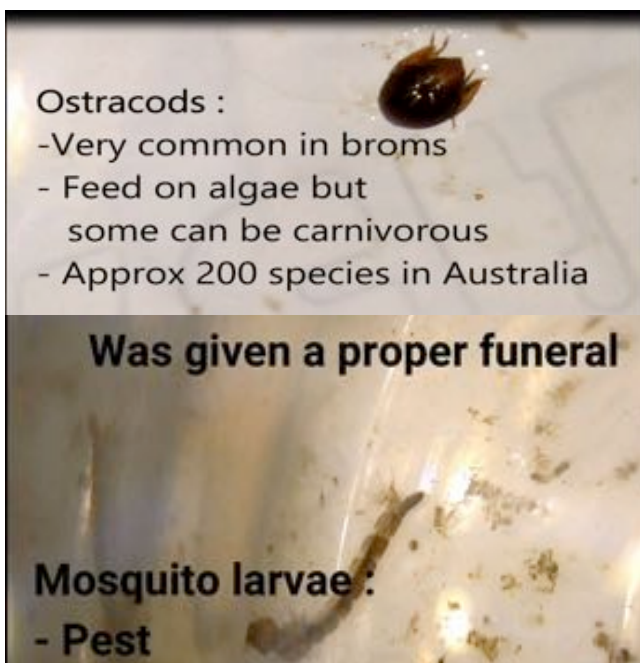 Ostracods :
-Very common in broms
- Feed on algae but
some can be carnivorous
- Approx 200 species in Australia
Was given a proper funeral
Mosquito larvae :
- Pest